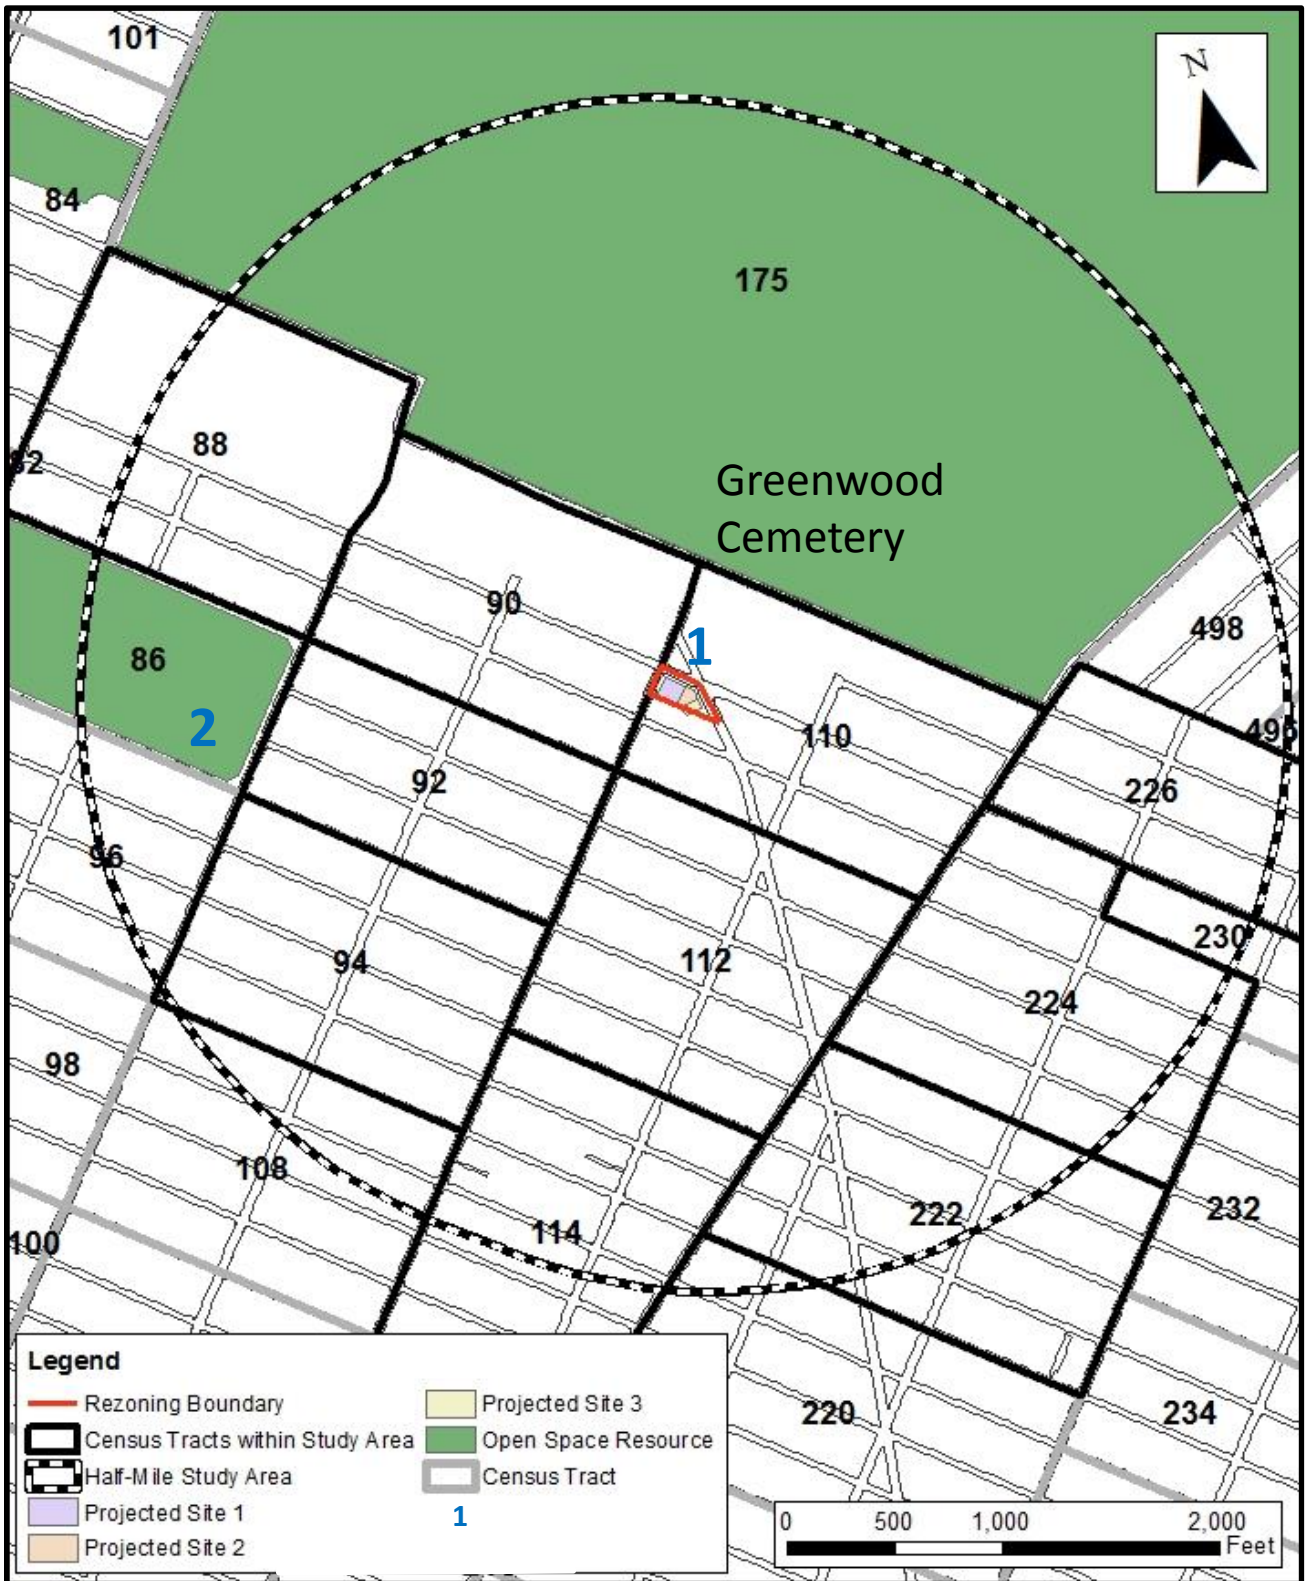 101
N
84
175
88
82
Greenwood
Cemetery
90
498
1
86
2
110
496
92
226
96
230
94
112
224
98
108
222
232
114
100
220
234
Legend
Rezoning Boundary
Census Tracts within Study Area
Half-Mile Study Area
Projected Site 1
Projected Site 2
Projected Site 3
Open Space Resource
Census Tract
1
0 500 1,000 2,000
Feet